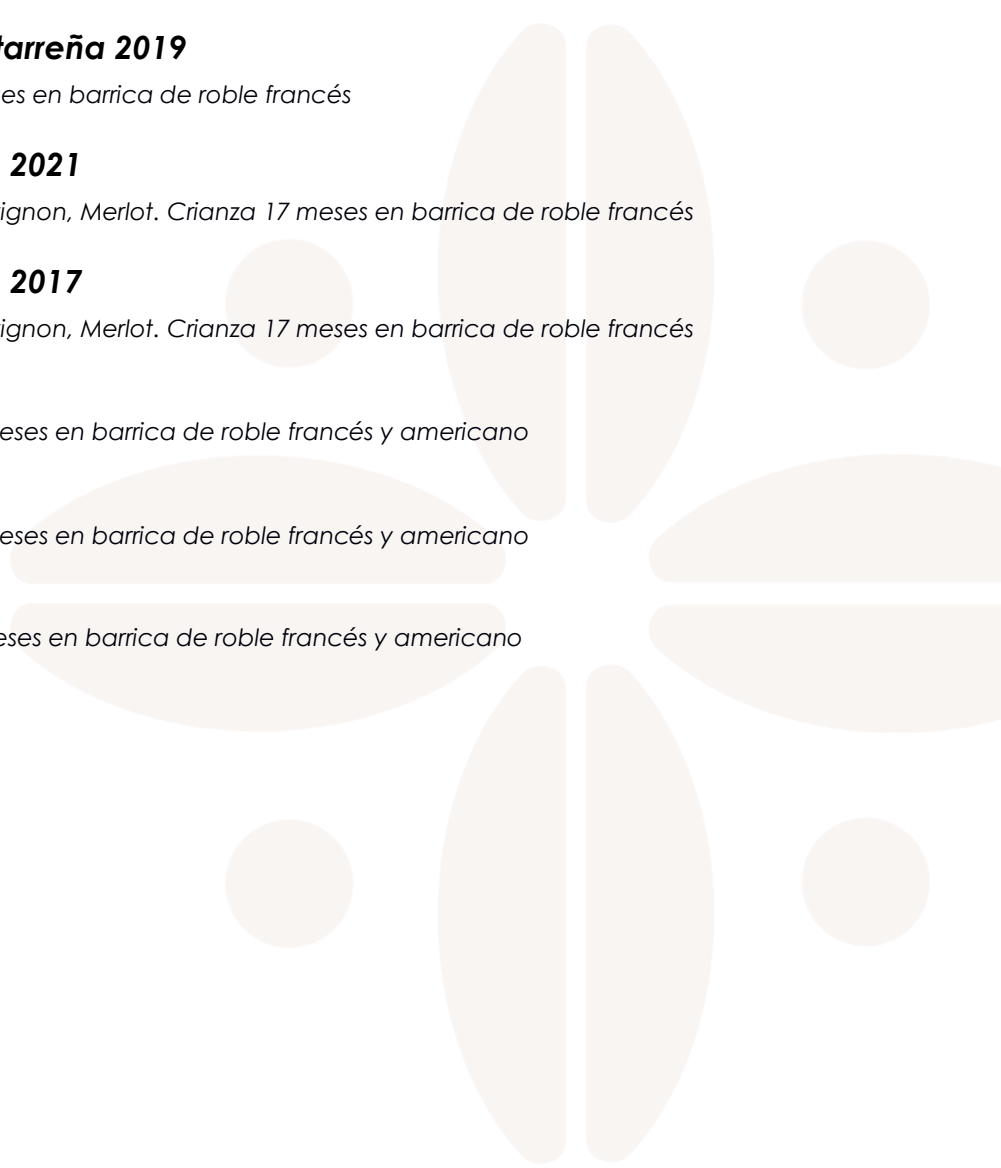 tarreña 2019
es en barrica de roble francés
2021
ignon, Merlot. Crianza 17 meses en barrica de roble francés
2017
ignon, Merlot. Crianza 17 meses en barrica de roble francés
eses en barrica de roble francés y americano
eses en barrica de roble francés y americano
eses en barrica de roble francés y americano